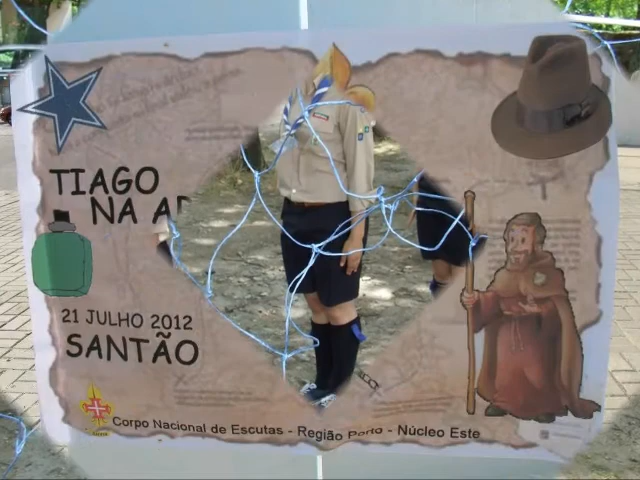 TIAGO
NA
21 JULHO 2012
SANTÃO
Corpo Nacional de Escutas - Região Porto - Núcleo Este